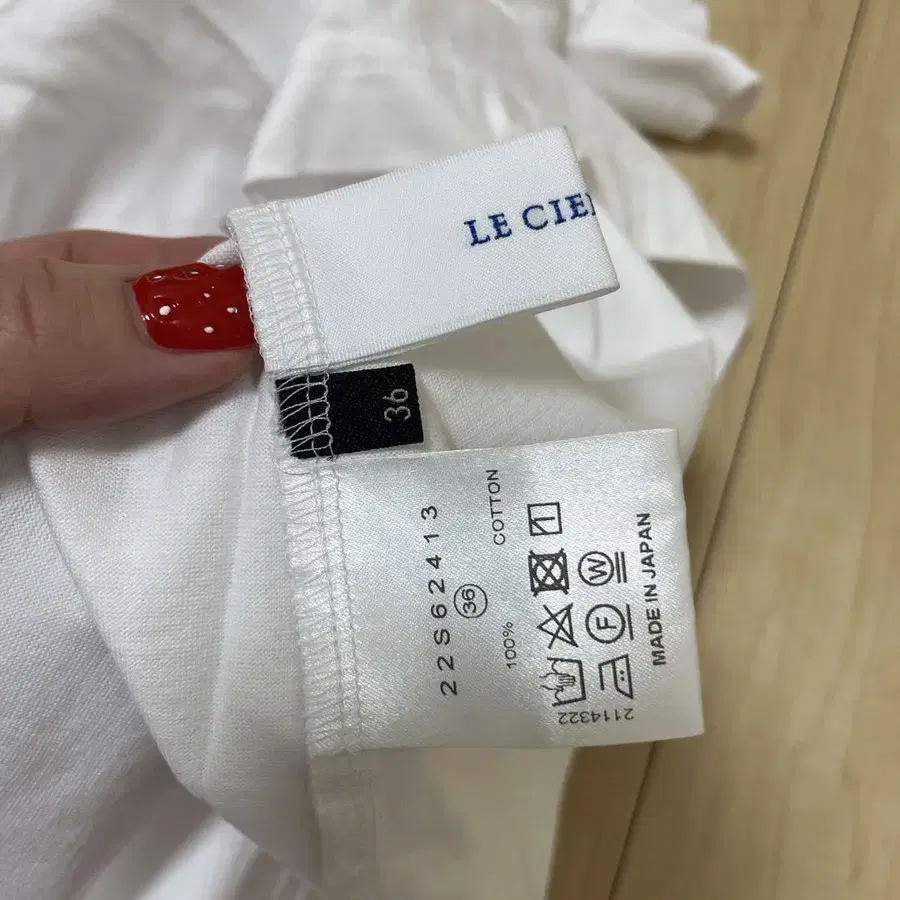 LE CIE
36
22S62413
36
100% COTTON
W
F
MADE IN JAPAN
2114322